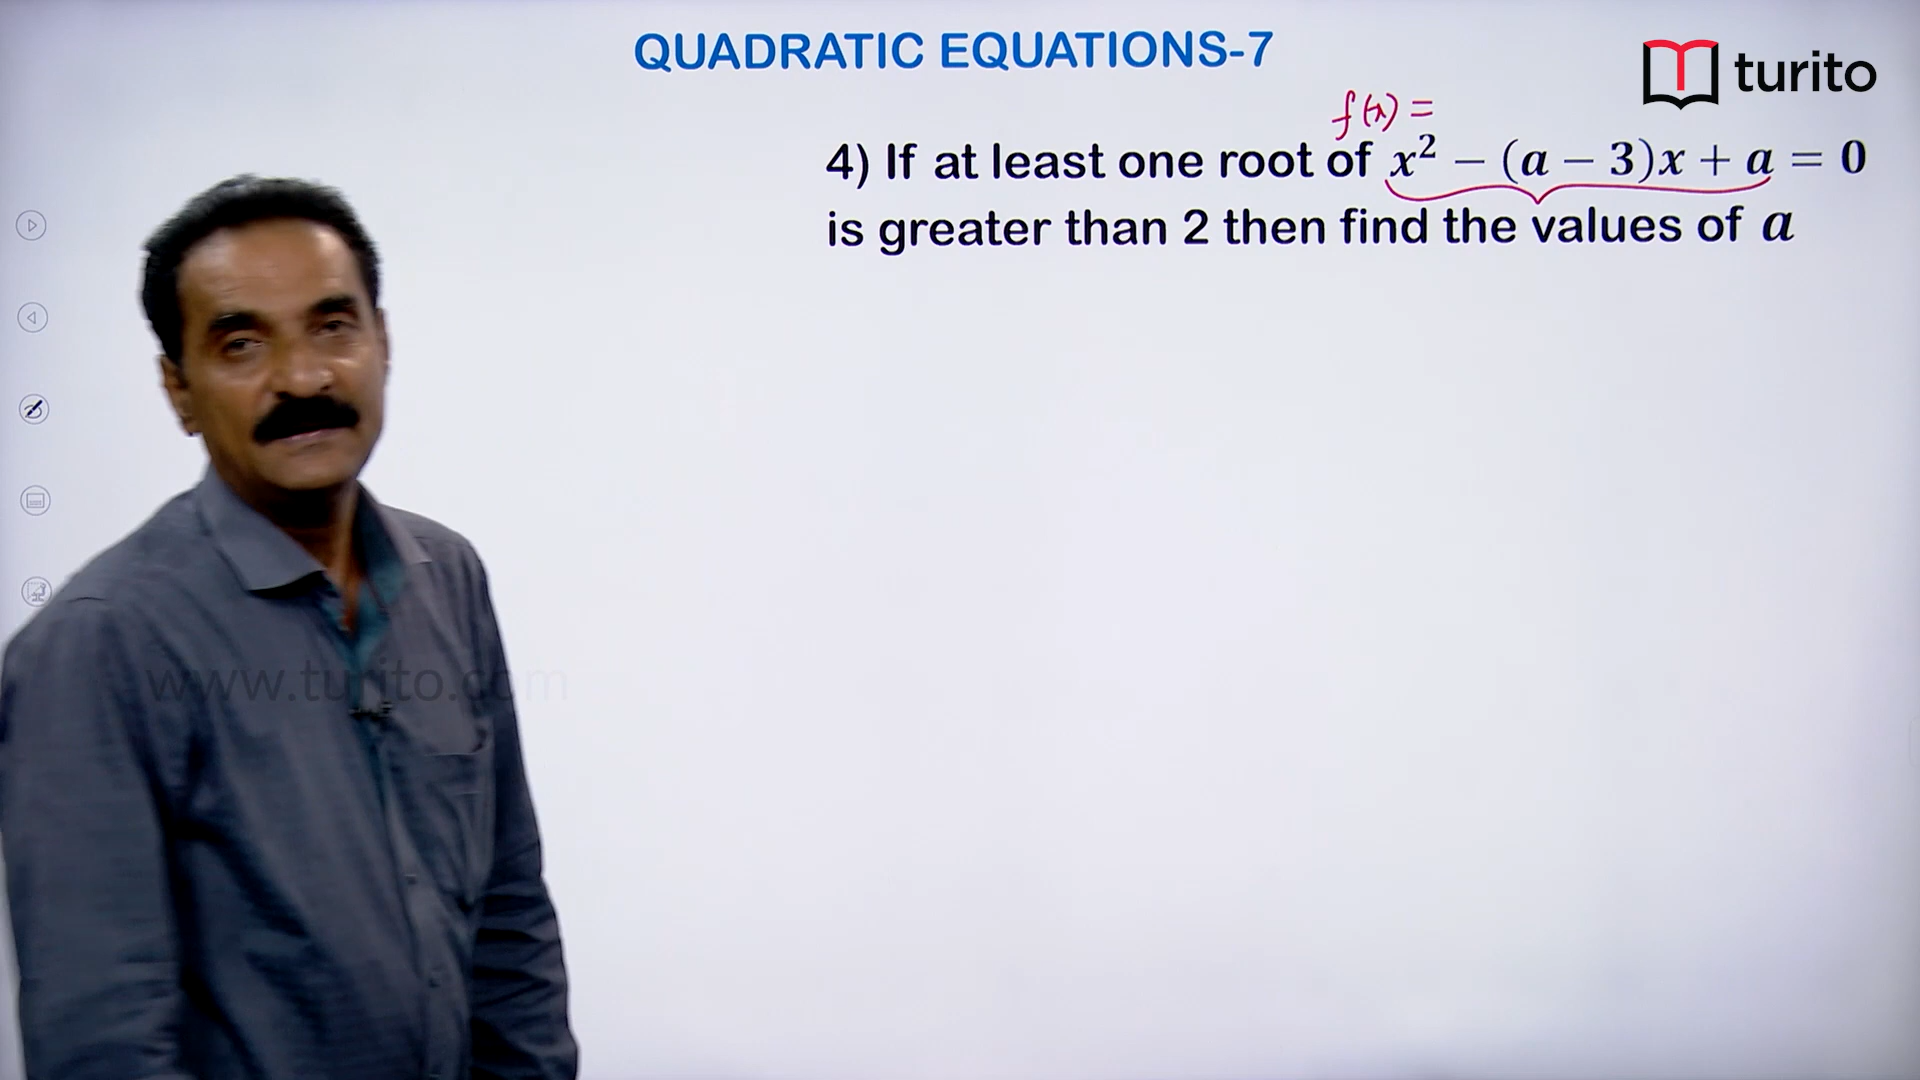 QUADRATIC EQUATIONS-7
turito
f(x) =
4) If at least one root of x² − (a − 3)x + a = 0
is greater than 2 then find the values of a
www.turito.com